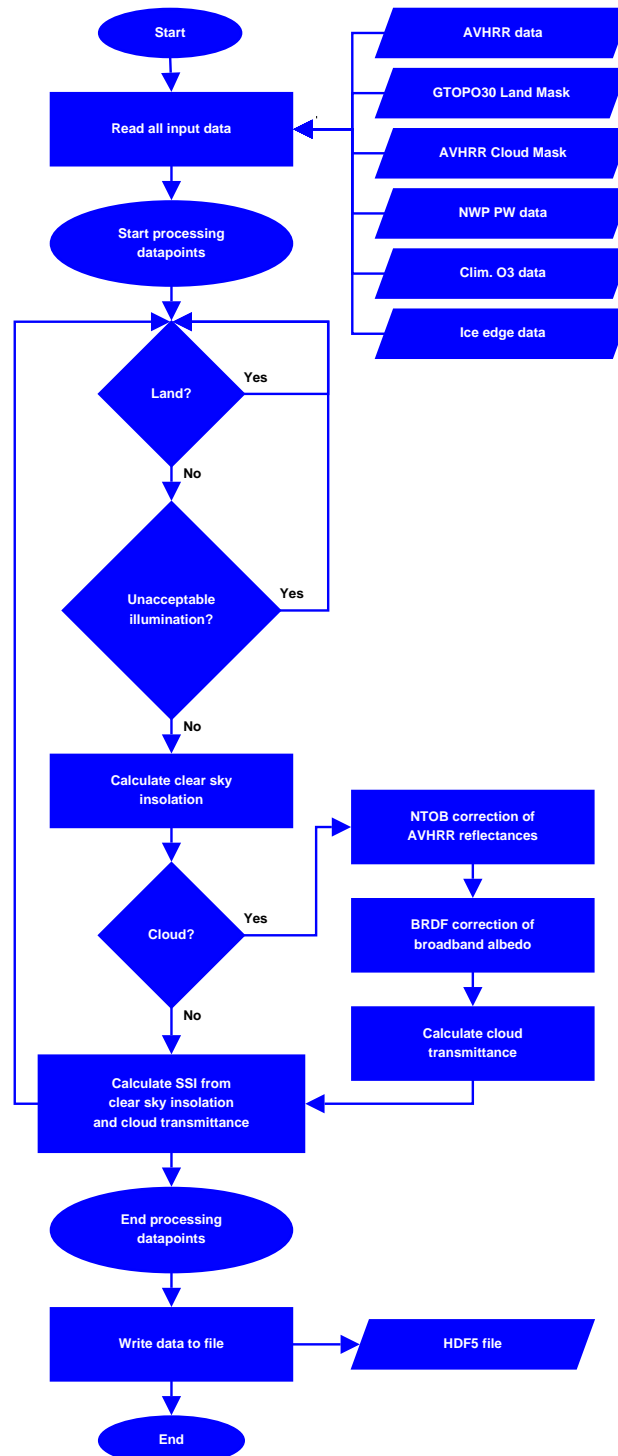 Start
AVHRR data
GTOPO30 Land Mask
Read all input data
AVHRR Cloud Mask
NWP PW data
Start processing
datapoints
Clim. O3 data
Ice edge data
Land?
Yes
No
Unacceptable
illumination?
Yes
No
Calculate clear sky
insolation
NTOB correction of
AVHRR reflectances
Cloud?
Yes
BRDF correction of
broadband albedo
No
Calculate cloud
transmittance
Calculate SSI from
clear sky insolation
and cloud transmittance
End processing
datapoints
Write data to file
HDF5 file
End